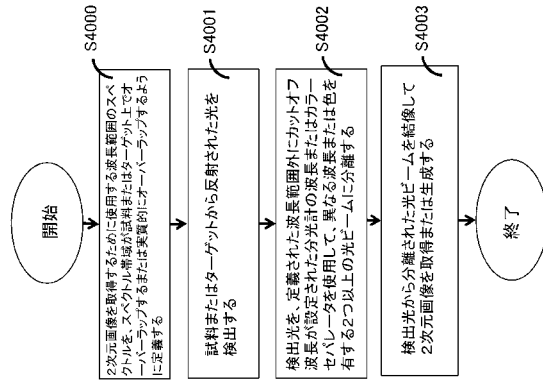 開始
S4000
2次元画像を取得するために使用する波長範囲のスペ
クトルを、スペクトル帯域が試料またはターゲット上でオ
ーバーラップするまたは実質的にオーバーラップするよう
に定義する
S4001
試料またはターゲットから反射された光を
検出する
S4002
検出光を、定義された波長範囲外にカットオフ
波長が設定された分光計の波長またはカラー
セパレータを使用して、異なる波長または色を
有する2つ以上の光ビームに分離する
S4003
検出光から分離された光ビームを結像して
2次元画像を取得または生成する
終了